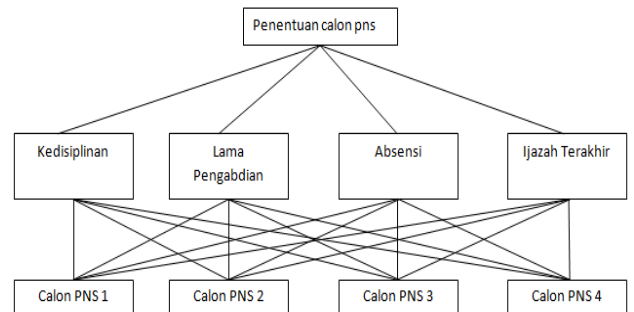 Penentuan calon pns
Kedisiplinan
Lama
Pengabdian
Absensi
Ijazah Terakhir
Calon PNS 1
Calon PNS 2
Calon PNS 3
Calon PNS 4